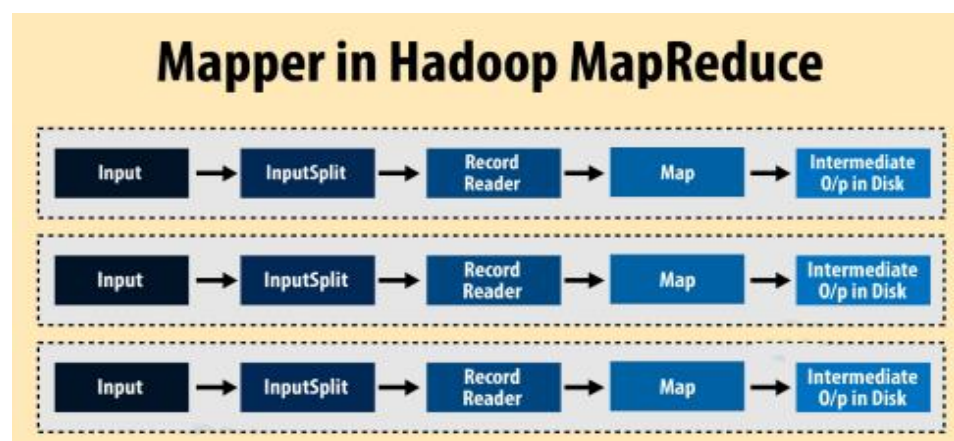 Mapper in Hadoop MapReduce
Input
InputSplit
Record
Reader
Map
Intermediate
O/p in Disk
Input
InputSplit
Record
Reader
Map
Intermediate
O/p in Disk
Input
InputSplit
Record
Reader
Map
Intermediate
O/p in Disk